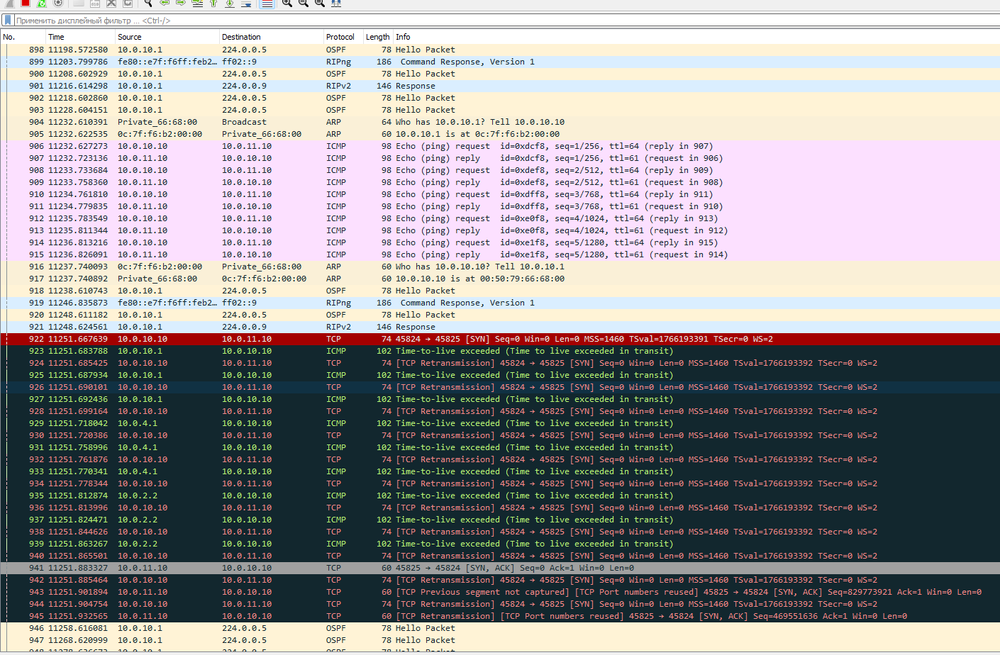 Применить дисплейный фильтр ... <Ctrl-/>
No. Time Source Destination Protocol Length Info
898 11198.572580 10.0.10.1 224.0.0.5 OSPF 78 Hello Packet
899 11203.799786 fe80::e7f:f6ff:feb2… ff02::9 RIPng 186 Command Response, Version 1
900 11208.602929 10.0.10.1 224.0.0.5 OSPF 78 Hello Packet
901 11216.614298 10.0.10.1 224.0.0.9 RIPv2 146 Response
902 11218.602860 10.0.10.1 224.0.0.5 OSPF 78 Hello Packet
903 11228.604151 10.0.10.1 224.0.0.5 OSPF 78 Hello Packet
904 11232.610391 Private_66:68:00 Broadcast ARP 64 Who has 10.0.10.1? Tell 10.0.10.10
905 11232.622535 0c:7f:f6:b2:00:00 Private_66:68:00 ARP 60 10.0.10.1 is at 0c:7f:f6:b2:00:00
906 11232.627273 10.0.10.10 10.0.11.10 ICMP 98 Echo (ping) request id=0xdcf8, seq=1/256, ttl=64 (reply in 907)
907 11232.723136 10.0.11.10 10.0.10.10 ICMP 98 Echo (ping) reply id=0xdcf8, seq=1/256, ttl=61 (request in 906)
908 11233.733684 10.0.10.10 10.0.11.10 ICMP 98 Echo (ping) request id=0xdef8, seq=2/512, ttl=64 (reply in 909)
909 11233.758360 10.0.11.10 10.0.10.10 ICMP 98 Echo (ping) reply id=0xdef8, seq=2/512, ttl=61 (request in 908)
910 11234.761810 10.0.10.10 10.0.11.10 ICMP 98 Echo (ping) request id=0xdff8, seq=3/768, ttl=64 (reply in 911)
911 11234.779835 10.0.11.10 10.0.10.10 ICMP 98 Echo (ping) reply id=0xdff8, seq=3/768, ttl=61 (request in 910)
912 11235.783549 10.0.10.10 10.0.11.10 ICMP 98 Echo (ping) request id=0xe0f8, seq=4/1024, ttl=64 (reply in 913)
913 11235.811344 10.0.11.10 10.0.10.10 ICMP 98 Echo (ping) reply id=0xe0f8, seq=4/1024, ttl=61 (request in 912)
914 11236.813216 10.0.10.10 10.0.11.10 ICMP 98 Echo (ping) request id=0xe1f8, seq=5/1280, ttl=64 (reply in 915)
915 11236.826091 10.0.11.10 10.0.10.10 ICMP 98 Echo (ping) reply id=0xe1f8, seq=5/1280, ttl=61 (request in 914)
916 11237.740093 0c:7f:f6:b2:00:00 Private_66:68:00 ARP 60 Who has 10.0.10.10? Tell 10.0.10.1
917 11237.740892 Private_66:68:00 0c:7f:f6:b2:00:00 ARP 60 10.0.10.10 is at 00:50:79:66:68:00
918 11238.610743 10.0.10.1 224.0.0.5 OSPF 78 Hello Packet
919 11246.835873 fe80::e7f:f6ff:feb2… ff02::9 RIPng 186 Command Response, Version 1
920 11248.611182 10.0.10.1 224.0.0.5 OSPF 78 Hello Packet
921 11248.624561 10.0.10.1 224.0.0.9 RIPv2 146 Response
922 11251.667639 10.0.10.10 10.0.11.10 TCP 74 45824 → 45825 [SYN] Seq=0 Win=0 Len=0 MSS=1460 TSval=1766193391 TSecr=0 WS=2
923 11251.683788 10.0.10.1 10.0.10.10 ICMP 102 Time-to-live exceeded (Time to live exceeded in transit)
924 11251.685425 10.0.10.10 10.0.11.10 TCP 74 [TCP Retransmission] 45824 → 45825 [SYN] Seq=0 Win=0 Len=0 MSS=1460 TSval=1766193392 TSecr=0 WS=2
925 11251.687934 10.0.10.1 10.0.10.10 ICMP 102 Time-to-live exceeded (Time to live exceeded in transit)
926 11251.690101 10.0.10.10 10.0.11.10 TCP 74 [TCP Retransmission] 45824 → 45825 [SYN] Seq=0 Win=0 Len=0 MSS=1460 TSval=1766193392 TSecr=0 WS=2
927 11251.692436 10.0.10.1 10.0.10.10 ICMP 102 Time-to-live exceeded (Time to live exceeded in transit)
928 11251.699164 10.0.10.10 10.0.11.10 TCP 74 [TCP Retransmission] 45824 → 45825 [SYN] Seq=0 Win=0 Len=0 MSS=1460 TSval=1766193392 TSecr=0 WS=2
929 11251.718042 10.0.4.1 10.0.10.10 ICMP 102 Time-to-live exceeded (Time to live exceeded in transit)
930 11251.720386 10.0.10.10 10.0.11.10 TCP 74 [TCP Retransmission] 45824 → 45825 [SYN] Seq=0 Win=0 Len=0 MSS=1460 TSval=1766193392 TSecr=0 WS=2
931 11251.758996 10.0.4.1 10.0.10.10 ICMP 102 Time-to-live exceeded (Time to live exceeded in transit)
932 11251.761876 10.0.10.10 10.0.11.10 TCP 74 [TCP Retransmission] 45824 → 45825 [SYN] Seq=0 Win=0 Len=0 MSS=1460 TSval=1766193392 TSecr=0 WS=2
933 11251.770341 10.0.4.1 10.0.10.10 ICMP 102 Time-to-live exceeded (Time to live exceeded in transit)
934 11251.778344 10.0.10.10 10.0.11.10 TCP 74 [TCP Retransmission] 45824 → 45825 [SYN] Seq=0 Win=0 Len=0 MSS=1460 TSval=1766193392 TSecr=0 WS=2
935 11251.812874 10.0.2.2 10.0.10.10 ICMP 102 Time-to-live exceeded (Time to live exceeded in transit)
936 11251.813996 10.0.10.10 10.0.11.10 TCP 74 [TCP Retransmission] 45824 → 45825 [SYN] Seq=0 Win=0 Len=0 MSS=1460 TSval=1766193392 TSecr=0 WS=2
937 11251.824471 10.0.2.2 10.0.10.10 ICMP 102 Time-to-live exceeded (Time to live exceeded in transit)
938 11251.844626 10.0.10.10 10.0.11.10 TCP 74 [TCP Retransmission] 45824 → 45825 [SYN] Seq=0 Win=0 Len=0 MSS=1460 TSval=1766193392 TSecr=0 WS=2
939 11251.863267 10.0.2.2 10.0.10.10 ICMP 102 Time-to-live exceeded (Time to live exceeded in transit)
940 11251.865501 10.0.10.10 10.0.11.10 TCP 74 [TCP Retransmission] 45824 → 45825 [SYN] Seq=0 Win=0 Len=0 MSS=1460 TSval=1766193392 TSecr=0 WS=2
941 11251.883327 10.0.11.10 10.0.10.10 TCP 60 45825 → 45824 [SYN, ACK] Seq=0 Ack=1 Win=0 Len=0
942 11251.885464 10.0.10.10 10.0.11.10 TCP 74 [TCP Retransmission] 45824 → 45825 [SYN] Seq=0 Win=0 Len=0 MSS=1460 TSval=1766193392 TSecr=0 WS=2
943 11251.901894 10.0.11.10 10.0.10.10 TCP 60 [TCP Previous segment not captured] [TCP Port numbers reused] 45825 → 45824 [SYN, ACK] Seq=829773921 Ack=1 Win=0 Len=0
944 11251.904754 10.0.10.10 10.0.11.10 TCP 74 [TCP Retransmission] 45824 → 45825 [SYN] Seq=0 Win=0 Len=0 MSS=1460 TSval=1766193392 TSecr=0 WS=2
945 11251.932565 10.0.11.10 10.0.10.10 TCP 60 [TCP Retransmission] [TCP Port numbers reused] 45825 → 45824 [SYN, ACK] Seq=469551636 Ack=1 Win=0 Len=0
946 11258.616081 10.0.10.1 224.0.0.5 OSPF 78 Hello Packet
947 11268.620999 10.0.10.1 224.0.0.5 OSPF 78 Hello Packet